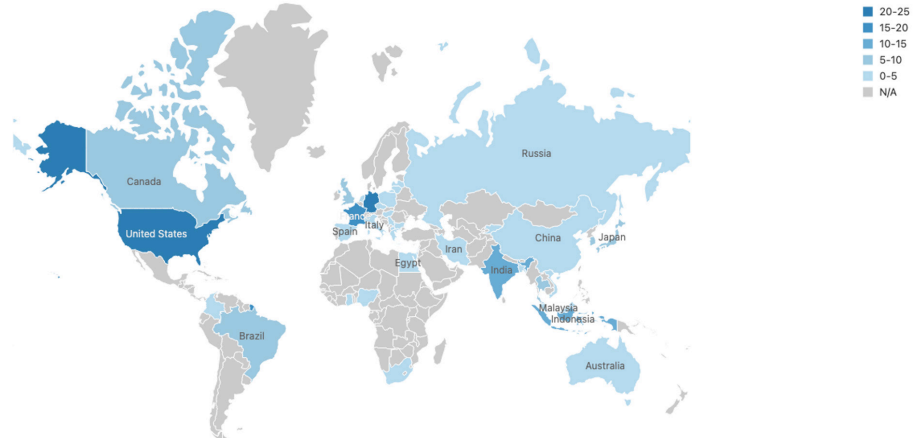 20-25
15-20
10-15
5-10
0-5
N/A
Russia
Canada
United States
Spain
Italy
China
Japan
Iran
Egypt
India
Malaysia
Indonesia
Brazil
Australia